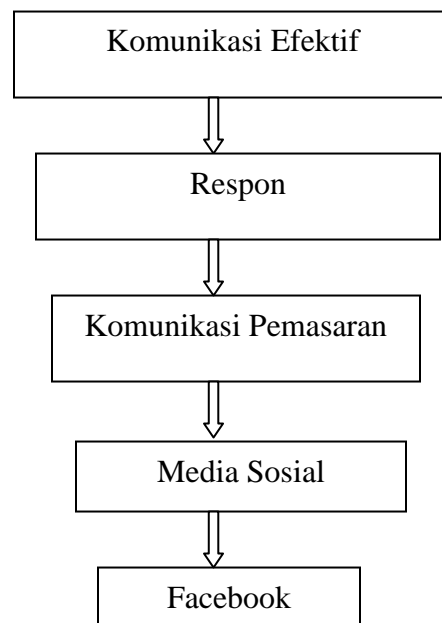 Komunikasi Efektif
Respon
Komunikasi Pemasaran
Media Sosial
Facebook